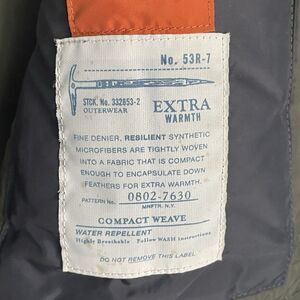 No. 53R-7
STCK. No. 332653-2
OUTERWEAR
EXTRA
WARMTH
FINE DENIER, RESILIENT SYNTHETIC
MICROFIBERS ARE TIGHTLY WOVEN
INTO A FABRIC THAT IS COMPACT
ENOUGH TO ENCAPSULATE DOWN
FEATHERS FOR EXTRA WARMTH.
PATTERN No. 0802-7630
MNFTR. N.Y.
COMPACT WEAVE
WATER REPELLENT
Highly Breathable Follow WASH instructions
DO NOT REMOVE THIS LABEL